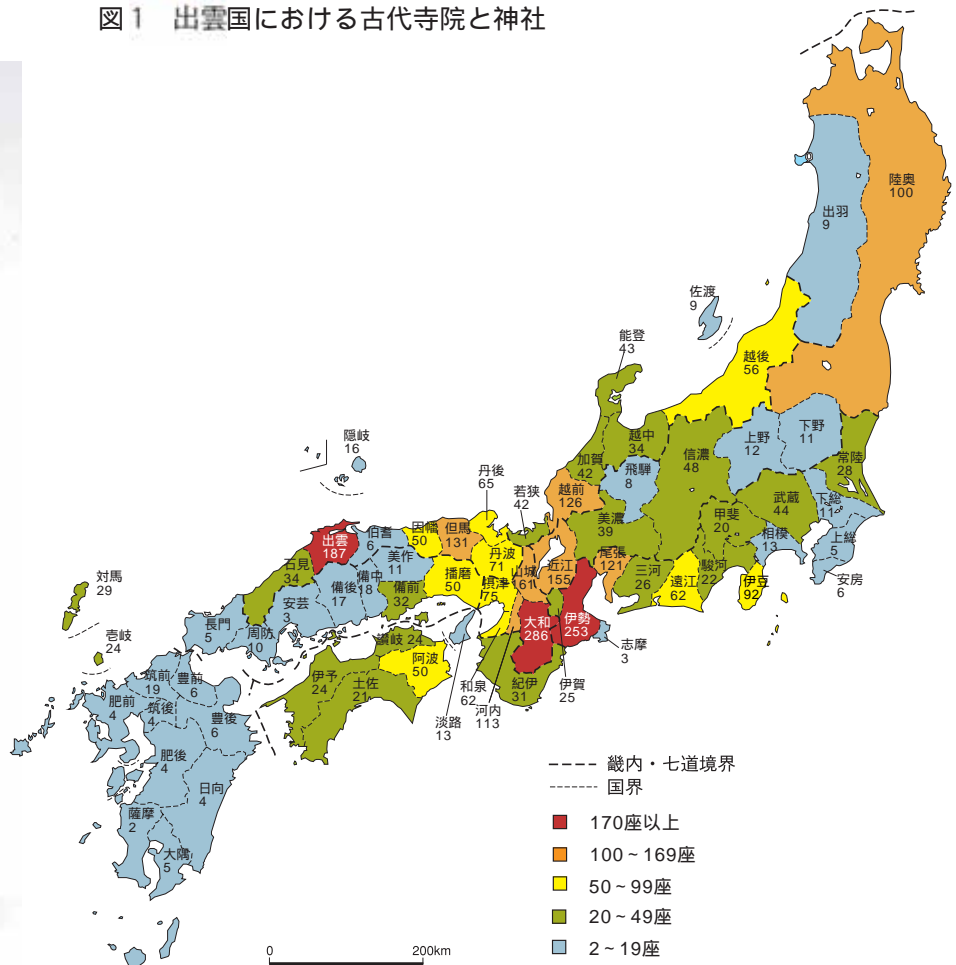 図1 出雲国における古代寺院と神社
陸奥
100
出羽
9
佐渡
9
越後
56
能登
43
越中
34
加賀
42
飛騨
8
信濃
48
上野
12
下野
11
常陸
28
武蔵
44
下総
11
上総
5
安房
6
相模
13
甲斐
20
駿河
22
伊豆
92
遠江
62
三河
26
尾張
121
美濃
39
越前
126
若狭
42
丹後
65
丹波
71
但馬
131
因幡
50
伯耆
6
隠岐
16
出雲
187
石見
34
美作
11
備中
18
備後
17
備前
32
播磨
50
摂津
75
山城
161
近江
155
大和
286
伊勢
253
志摩
3
伊賀
25
紀伊
31
河内
113
和泉
62
淡路
13
阿波
50
讃岐 24
土佐
21
伊予
24
安芸
3
周防
10
長門
5
対馬
29
壱岐
24
筑前
19
豊前
6
肥前
4
筑後
4
豊後
6
肥後
4
日向
4
薩摩
2
大隅
5
畿内・七道境界
国界
170座以上
100~169座
50~99座
20~49座
2~19座
0 200km